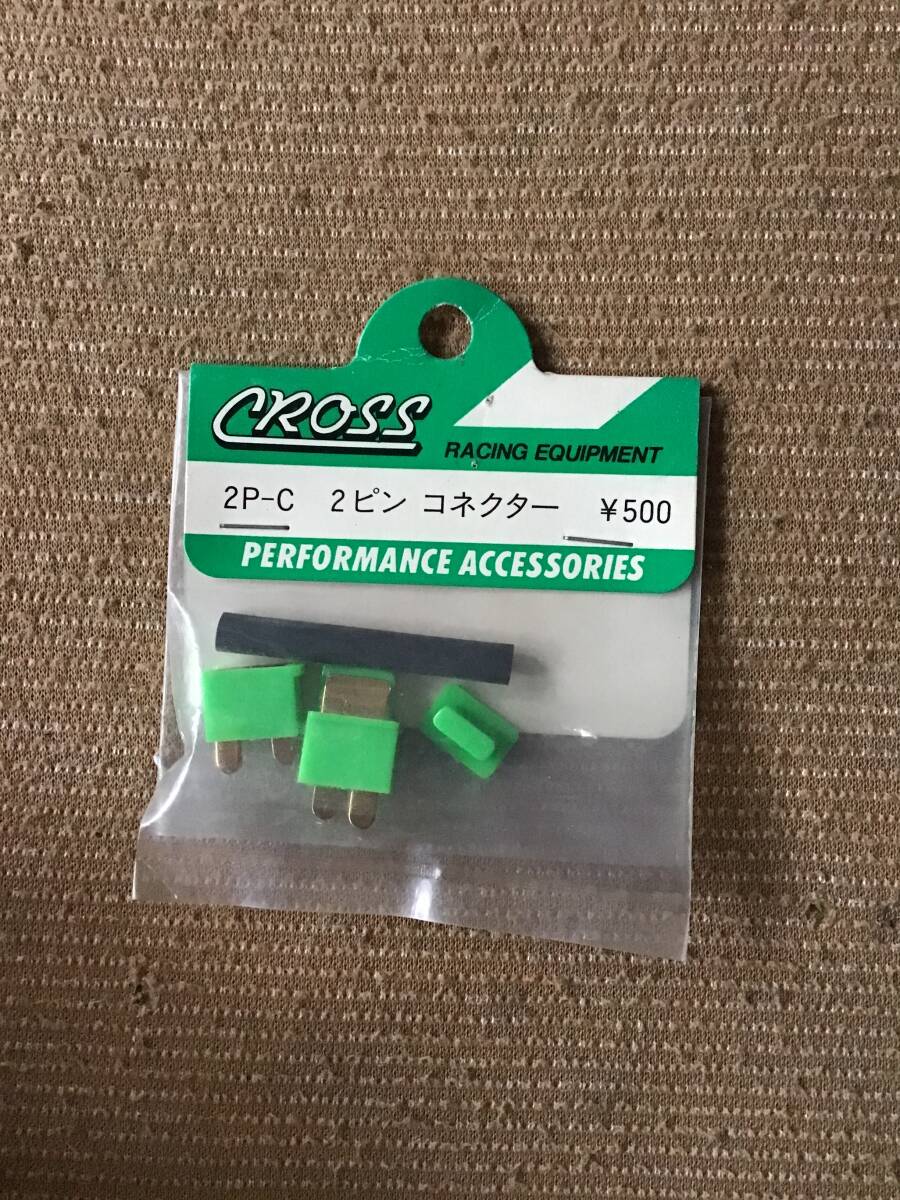 CROSS
RACING EQUIPMENT
2P-C 2ピン コネクター ¥500
PERFORMANCE ACCESSORIES